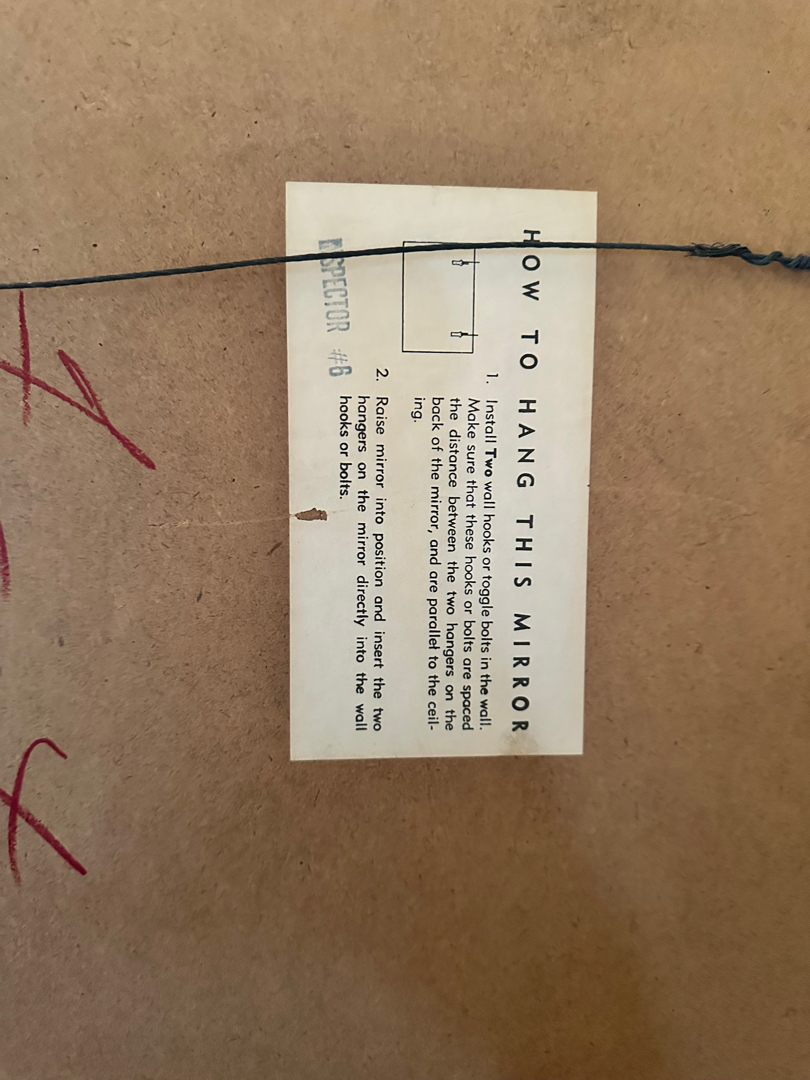 HOW TO HANG THIS MIRROR
1. Install Two wall hooks or toggle bolts in the wall.
Make sure that these hooks or bolts are spaced
the distance between the two hangers on the
back of the mirror, and are parallel to the ceil-
ing.
2. Raise mirror into position and insert the two
hangers on the mirror directly into the wall
hooks or bolts.
INSPECTOR #6